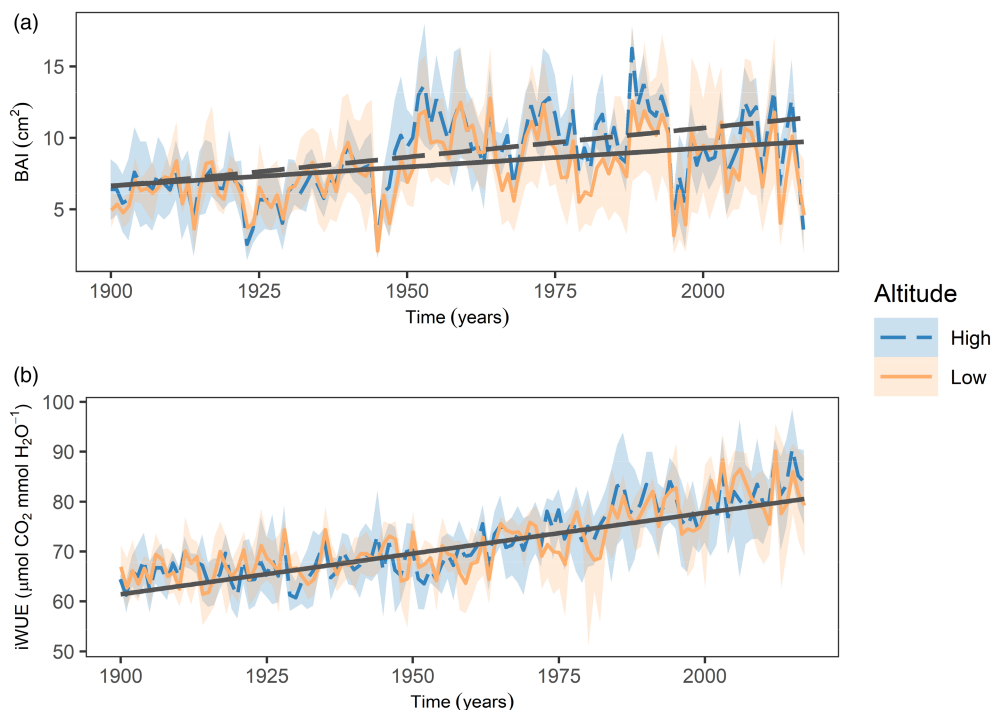 (a)
BAI (cm²)
15
10
5
1900 1925 1950 1975 2000
Time (years)
Altitude
High
Low
(b)
iWUE (μmol CO₂ mmol H₂O⁻¹)
100
90
80
70
60
50
1900 1925 1950 1975 2000
Time (years)